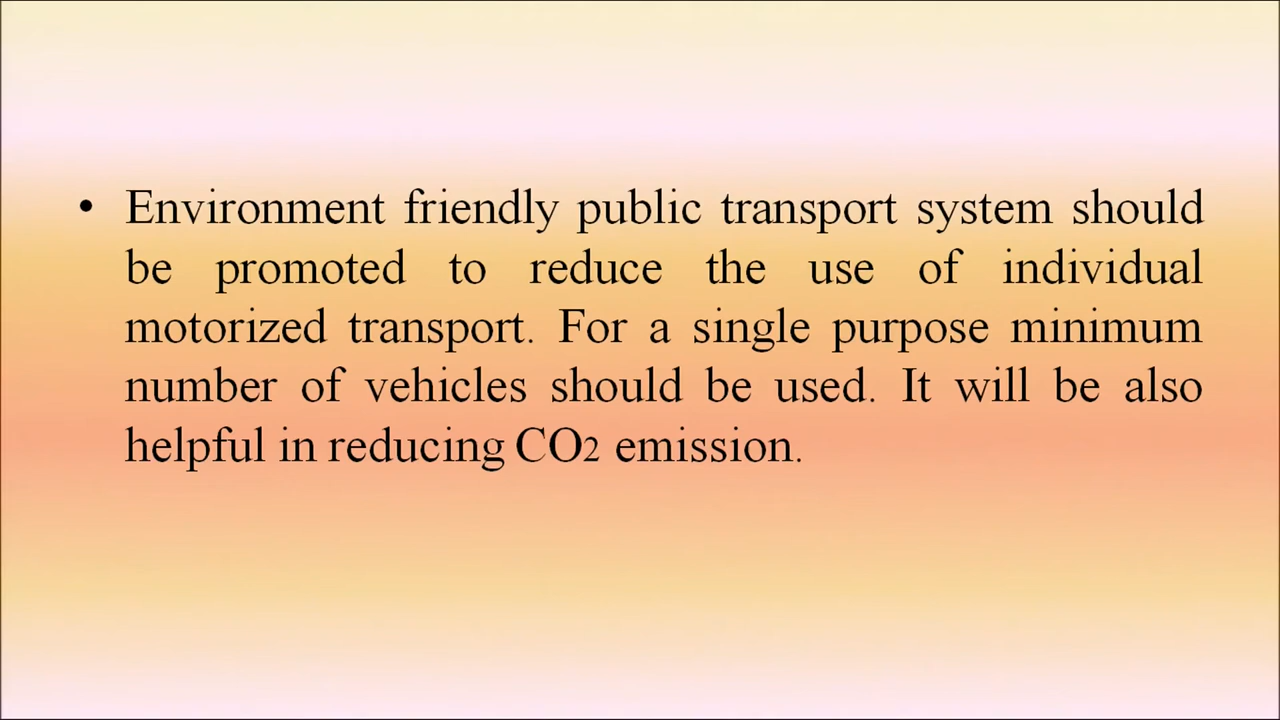 • Environment friendly public transport system should
be promoted to reduce the use of individual
motorized transport. For a single purpose minimum
number of vehicles should be used. It will be also
helpful in reducing CO2 emission.